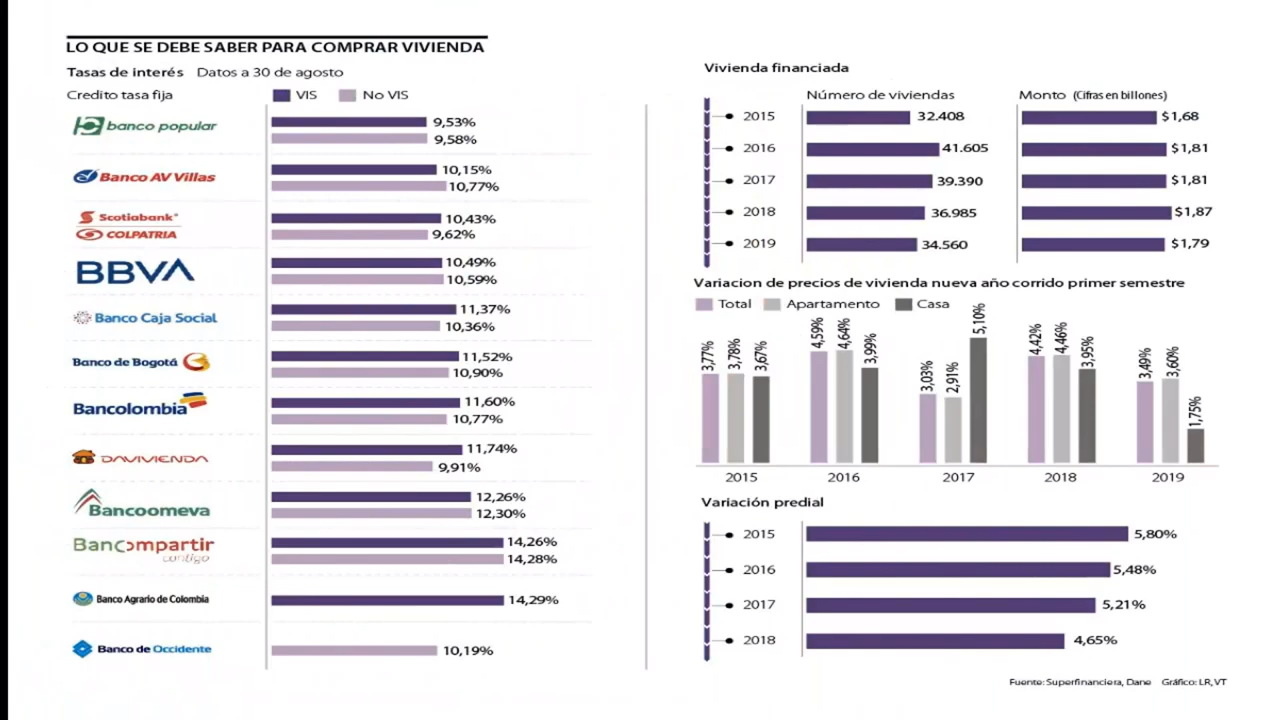 LO QUE SE DEBE SABER PARA COMPRAR VIVIENDA
Tasas de interés Datos a 30 de agosto
Credito tasa fija VIS No VIS
banco popular 9,53%
9,58%
Banco AV Villas 10,15%
10,77%
Scotiabank 10,43%
COLPATRIA 9,62%
BBVA 10,49%
10,59%
Banco Caja Social 11,37%
10,36%
Banco de Bogotá 11,52%
10,90%
Bancolombia 11,60%
10,77%
DAVIVIENDA 11,74%
9,91%
Bancoomeva 12,26%
12,30%
Bancompartir 14,26%
contigo 14,28%
Banco Agrario de Colombia 14,29%
Banco de Occidente 10,19%
Vivienda financiada
Número de viviendas Monto (Cifras en billones)
2015 32.408 $1,68
2016 41.605 $1,81
2017 39.390 $1,81
2018 36.985 $1,87
2019 34.560 $1,79
Variacion de precios de vivienda nueva año corrido primer semestre
Total Apartamento Casa
3,77% 3,78% 3,67% 4,59% 4,64% 3,99% 3,03% 2,91% 5,10% 4,42% 4,46% 3,95% 3,49% 3,60% 1,75%
2015 2016 2017 2018 2019
Variación predial
2015 5,80%
2016 5,48%
2017 5,21%
2018 4,65%
Fuente: Superfinanciera, Dane Gráfico: LR, VT